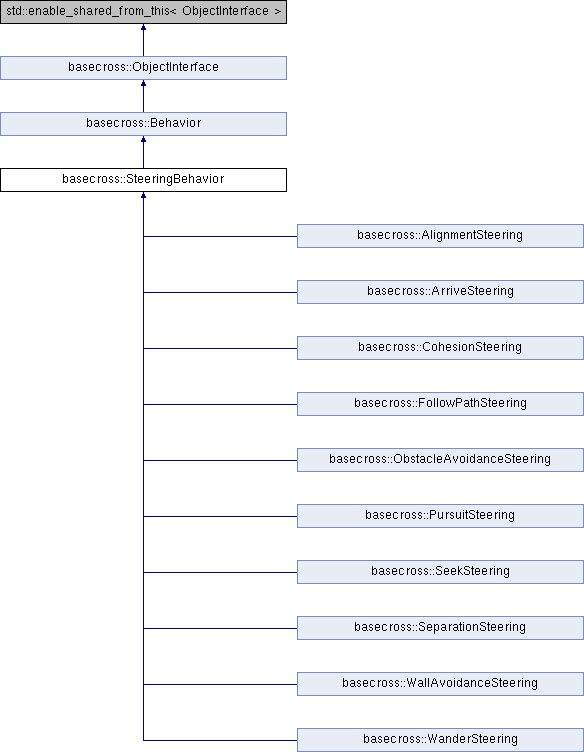 std::enable_shared_from_this< ObjectInterface >
basecross::ObjectInterface
basecross::Behavior
basecross::SteeringBehavior
basecross::AlignmentSteering
basecross::ArriveSteering
basecross::CohesionSteering
basecross::FollowPathSteering
basecross::ObstacleAvoidanceSteering
basecross::PursuitSteering
basecross::SeekSteering
basecross::SeparationSteering
basecross::WallAvoidanceSteering
basecross::WanderSteering